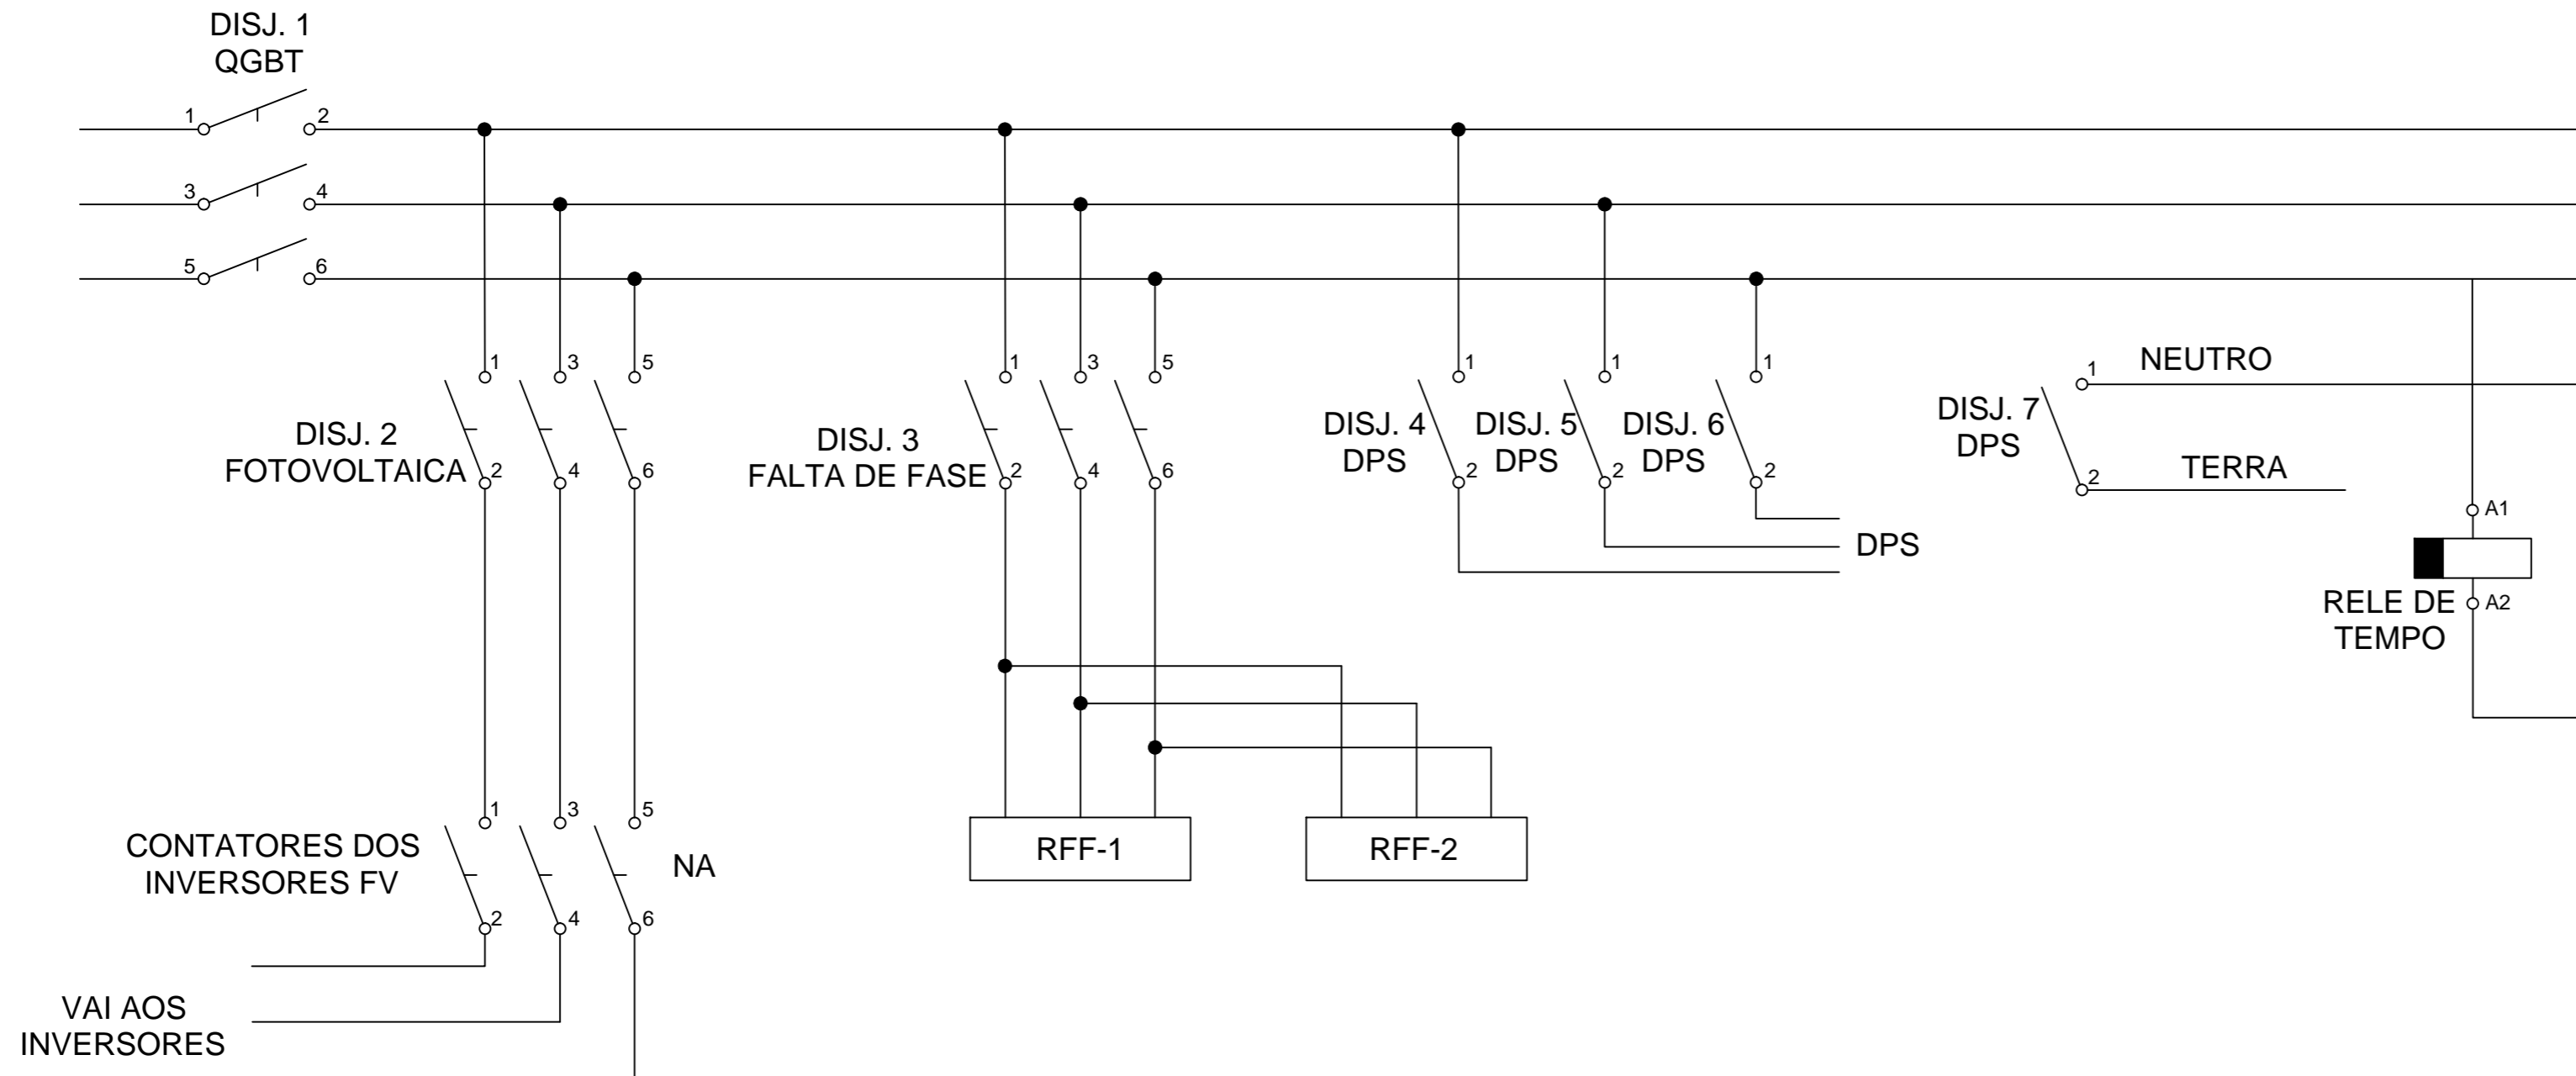 DISJ. 1
QGBT
1 2
3 4
5 6
1 3 5
DISJ. 2
FOTOVOLTAICA
2 4 6
1 3 5
DISJ. 3
FALTA DE FASE
2 4 6
1
DISJ. 4
DPS
2
1
DISJ. 5
DPS
2
1
DISJ. 6
DPS
2
DPS
1
NEUTRO
DISJ. 7
DPS
2
TERRA
A1
RELE DE
TEMPO
A2
1 3 5
CONTATORES DOS
INVERSORES FV
NA
2 4 6
RFF-1
RFF-2
VAI AOS
INVERSORES